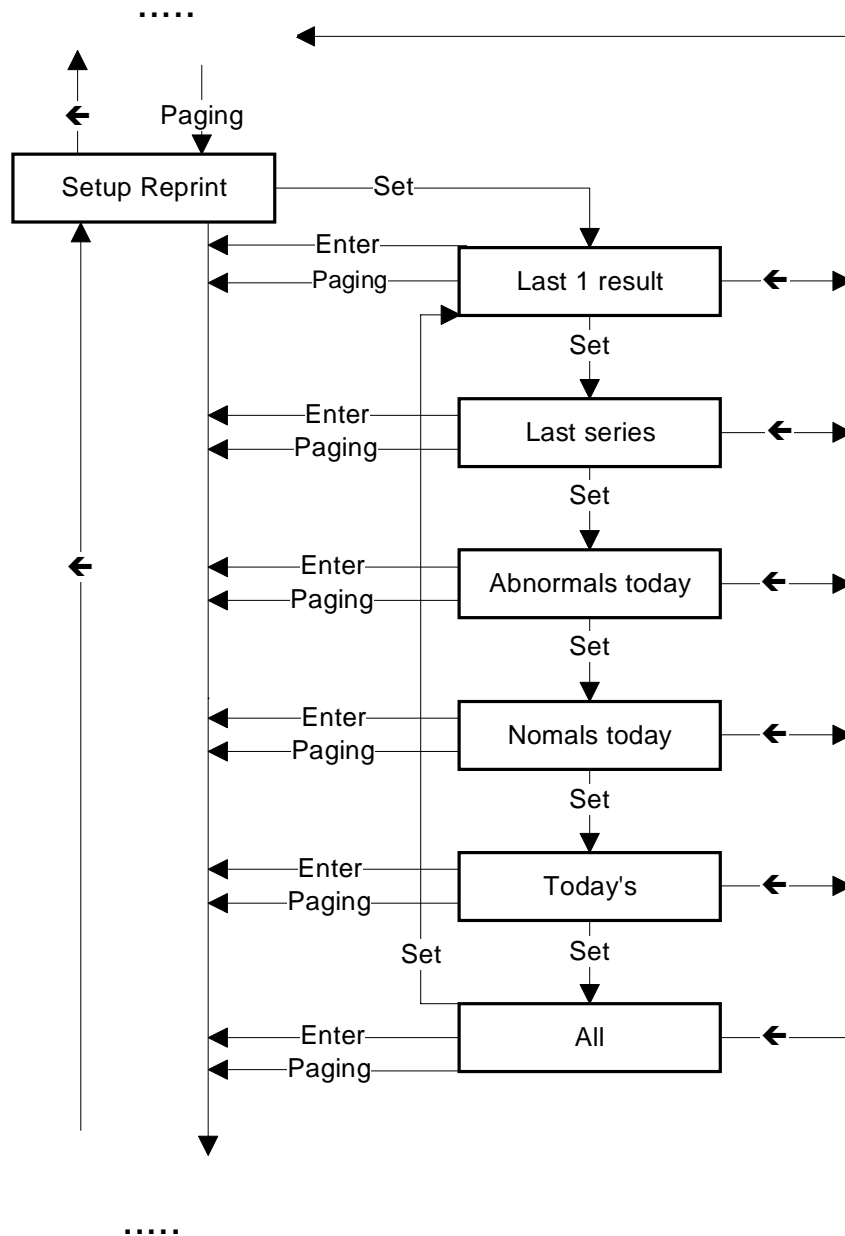 .....
←
Paging
Setup Reprint
Set
Enter
Paging
Last 1 result
←
Set
Enter
Paging
Last series
←
Set
←
Enter
Paging
Abnormals today
←
Set
Enter
Paging
Nomals today
←
Set
Enter
Paging
Today's
←
Set
Set
Enter
Paging
All
←
.....